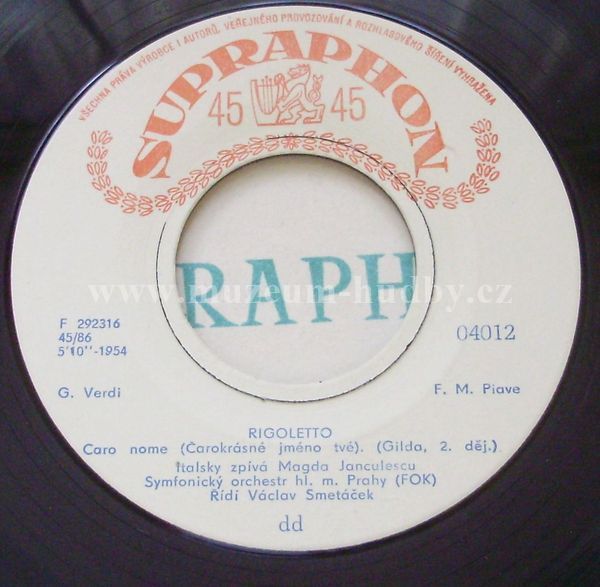 VŠECHNA PRÁVA VÝROBCE I AUTORŮ, VEŘEJNÉHO PROVOZOVÁNÍ A ROZHLASOVÉHO ŠÍŘENÍ VYHRAŽENA
SUPRAPHON
45 45
RAPH
www.muzeum-hudby.cz
F 292316
45/86
5'10"-1954
04012
G. Verdi
F. M. Piave
RIGOLETTO
Caro nome (Čarokrásné jméno tvé). (Gilda, 2. děj.)
Italsky zpívá Magda Janculescu
Symfonický orchestr hl. m. Prahy (FOK)
Řídí Václav Smetáček
dd